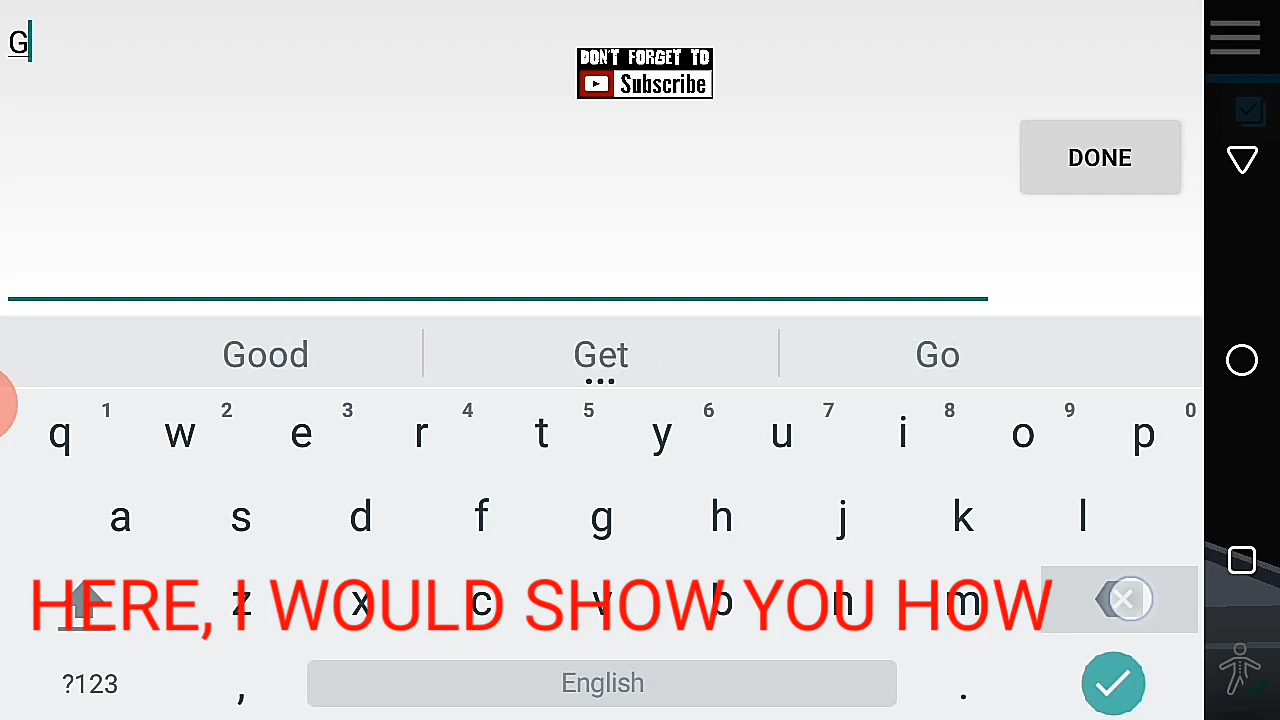 G
DON'T FORGET TO
Subscribe
DONE
Good Get Go
1 2 3 4 5 6 7 8 9 0
q w e r t y u i o p
a s d f g h j k l
z x c v b n m
HERE, I WOULD SHOW YOU HOW
?123 , English .